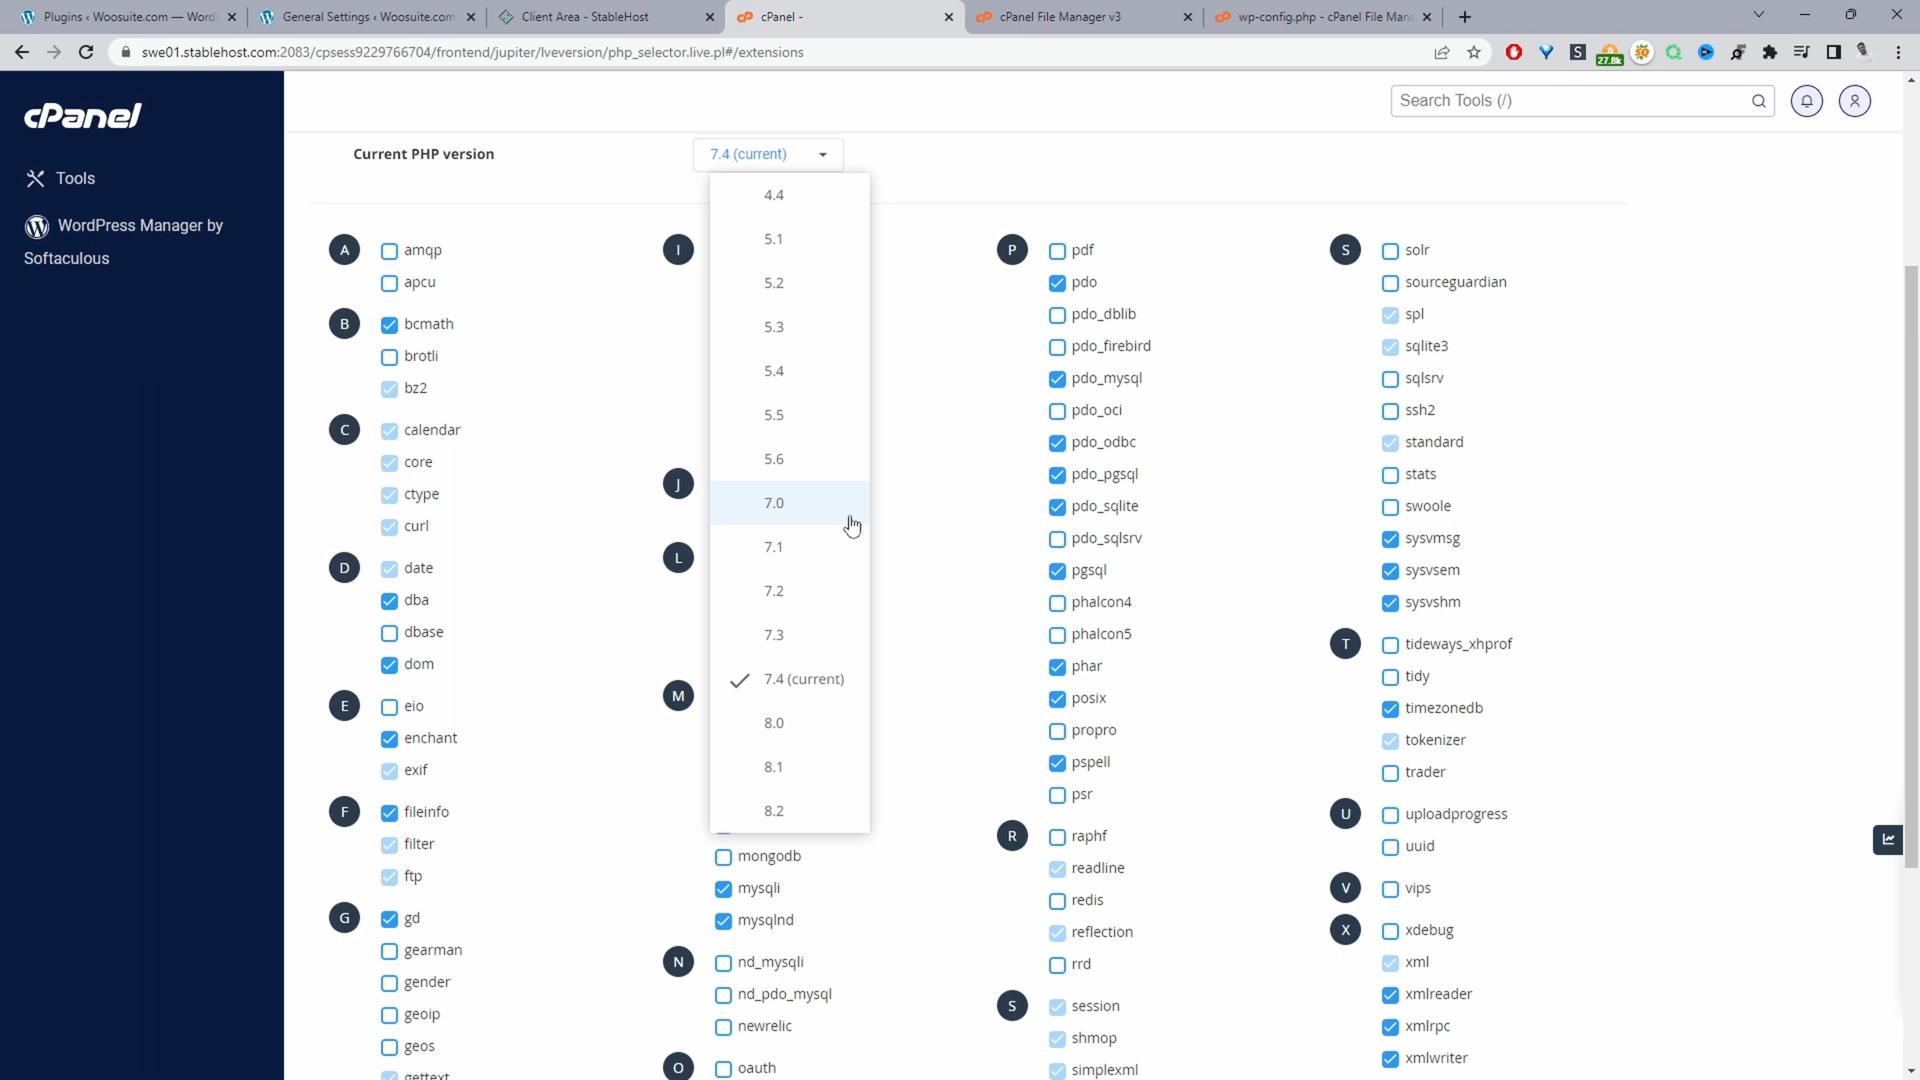 Plugins ‹ Woosuite.com — Word
General Settings ‹ Woosuite.com
Client Area - StableHost
cPanel -
cPanel File Manager v3
wp-config.php - cPanel File Man
swe01.stablehost.com:2083/cpsess9229766704/frontend/jupiter/lveversion/php_selector.live.pl#/extensions
27.8k
cPanel
Search Tools (/)
Tools
WordPress Manager by
Softaculous
Current PHP version
7.4 (current)
4.4
5.1
5.2
5.3
5.4
5.5
5.6
7.0
7.1
7.2
7.3
7.4 (current)
8.0
8.1
8.2
A
amqp
apcu
B
bcmath
brotli
bz2
C
calendar
core
ctype
curl
D
date
dba
dbase
dom
E
eio
enchant
exif
F
fileinfo
filter
ftp
G
gd
gearman
gender
geoip
geos
gettext
I
J
L
M
mongodb
mysqli
mysqlnd
N
nd_mysqli
nd_pdo_mysql
newrelic
O
oauth
P
pdf
pdo
pdo_dblib
pdo_firebird
pdo_mysql
pdo_oci
pdo_odbc
pdo_pgsql
pdo_sqlite
pdo_sqlsrv
pgsql
phalcon4
phalcon5
phar
posix
propro
pspell
psr
R
raphf
readline
redis
reflection
rrd
S
session
shmop
simplexml
S
solr
sourceguardian
spl
sqlite3
sqlsrv
ssh2
standard
stats
swoole
sysvmsg
sysvsem
sysvshm
T
tideways_xhprof
tidy
timezonedb
tokenizer
trader
U
uploadprogress
uuid
V
vips
X
xdebug
xml
xmlreader
xmlrpc
xmlwriter